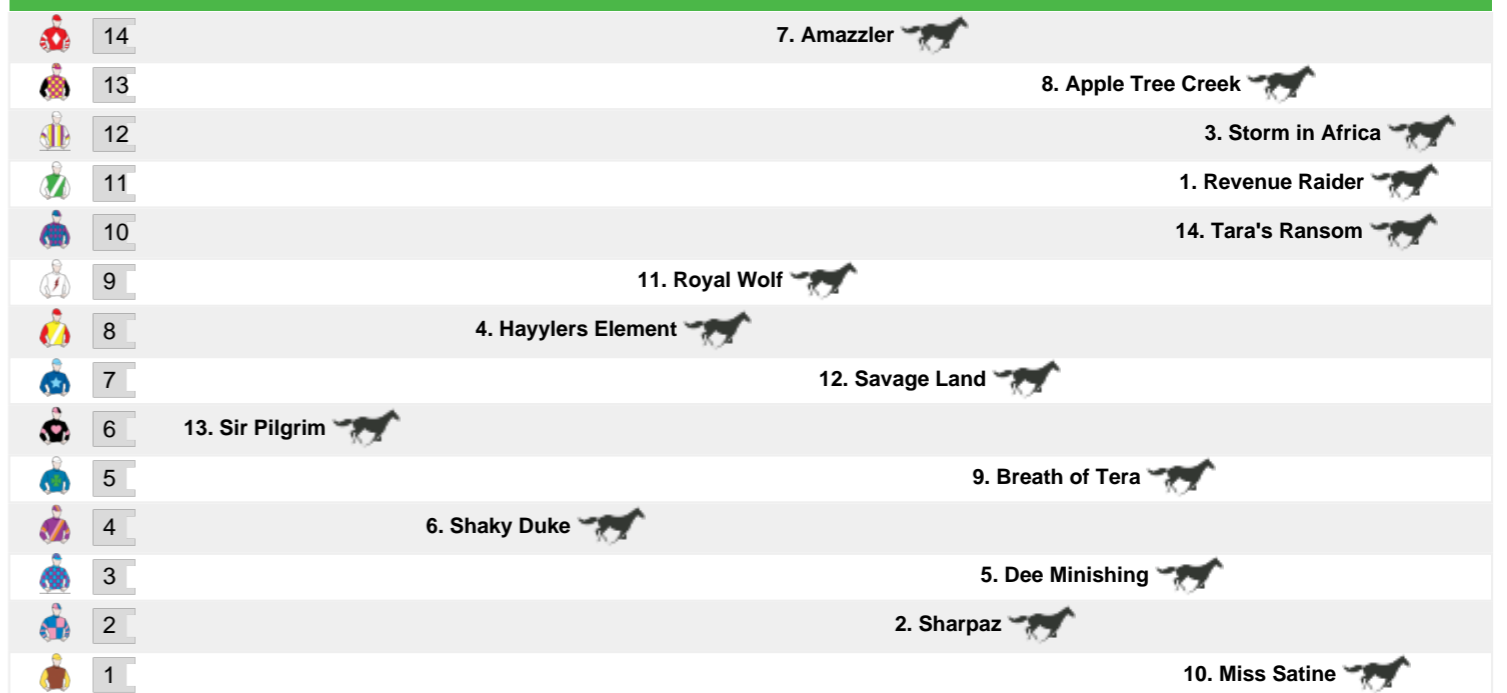 14 7. Amazzler
13 8. Apple Tree Creek
12 3. Storm in Africa
11 1. Revenue Raider
10 14. Tara's Ransom
9 11. Royal Wolf
8 4. Hayylers Element
7 12. Savage Land
6 13. Sir Pilgrim
5 9. Breath of Tera
4 6. Shaky Duke
3 5. Dee Minishing
2 2. Sharpaz
1 10. Miss Satine